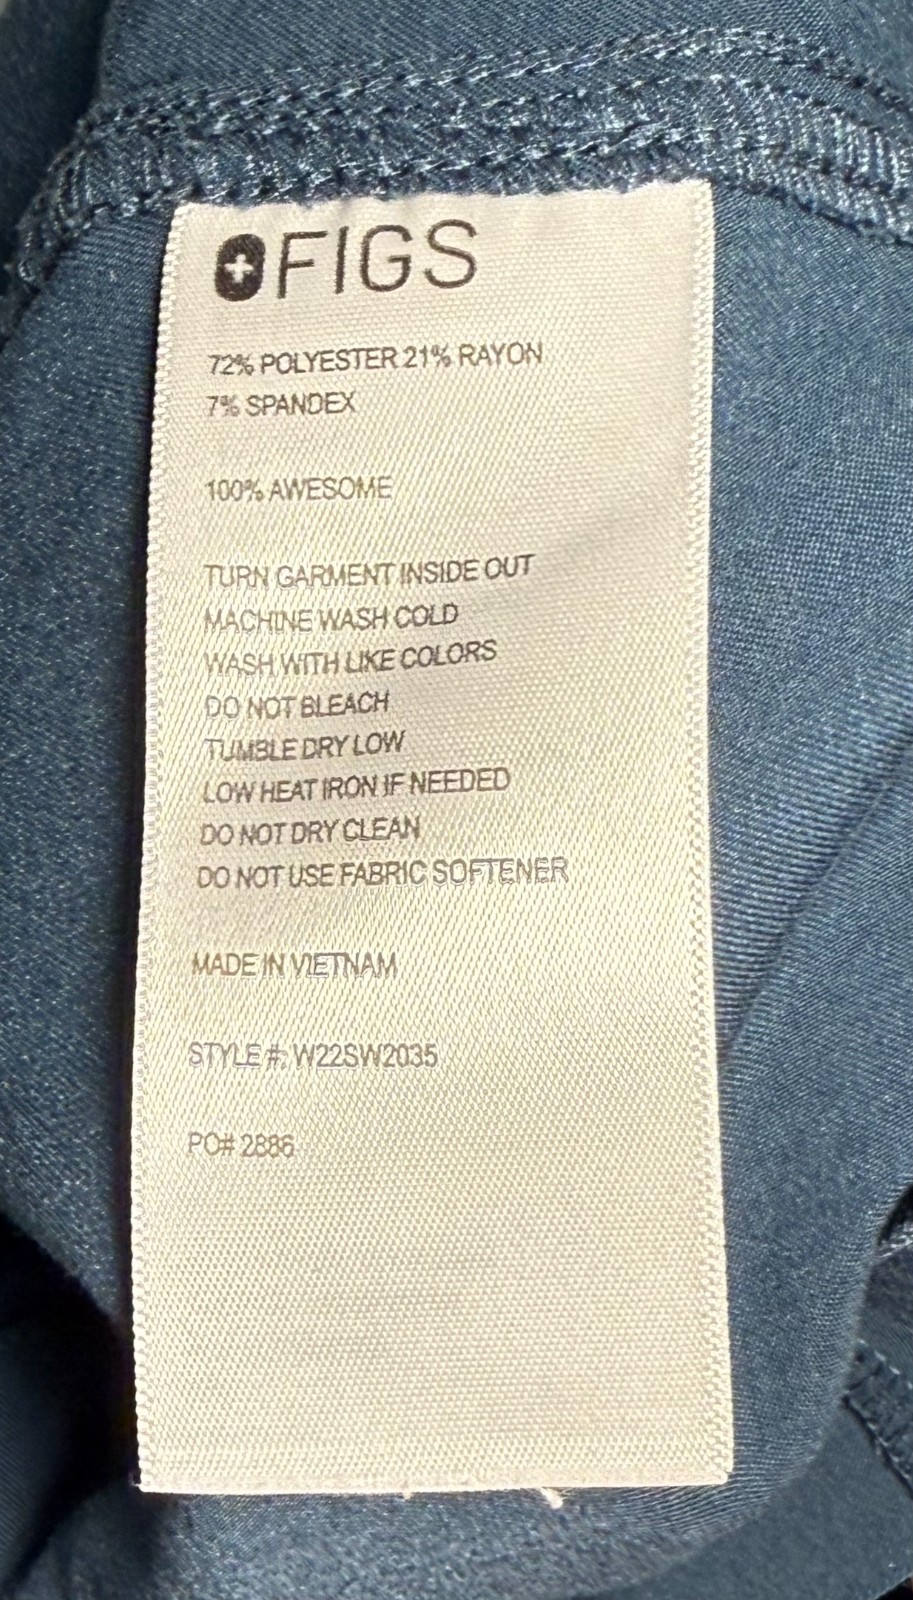 FIGS
72% POLYESTER 21% RAYON
7% SPANDEX
100% AWESOME
TURN GARMENT INSIDE OUT
MACHINE WASH COLD
WASH WITH LIKE COLORS
DO NOT BLEACH
TUMBLE DRY LOW
LOW HEAT IRON IF NEEDED
DO NOT DRY CLEAN
DO NOT USE FABRIC SOFTENER
MADE IN VIETNAM
STYLE #: W22SW2035
PO# 2886